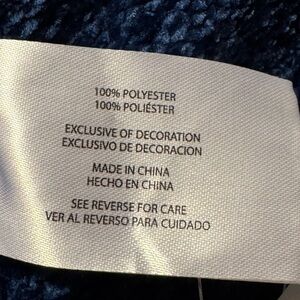 100% POLYESTER
100% POLIÉSTER
EXCLUSIVE OF DECORATION
EXCLUSIVO DE DECORACION
MADE IN CHINA
HECHO EN CHINA
SEE REVERSE FOR CARE
VER AL REVERSO PARA CUIDADO